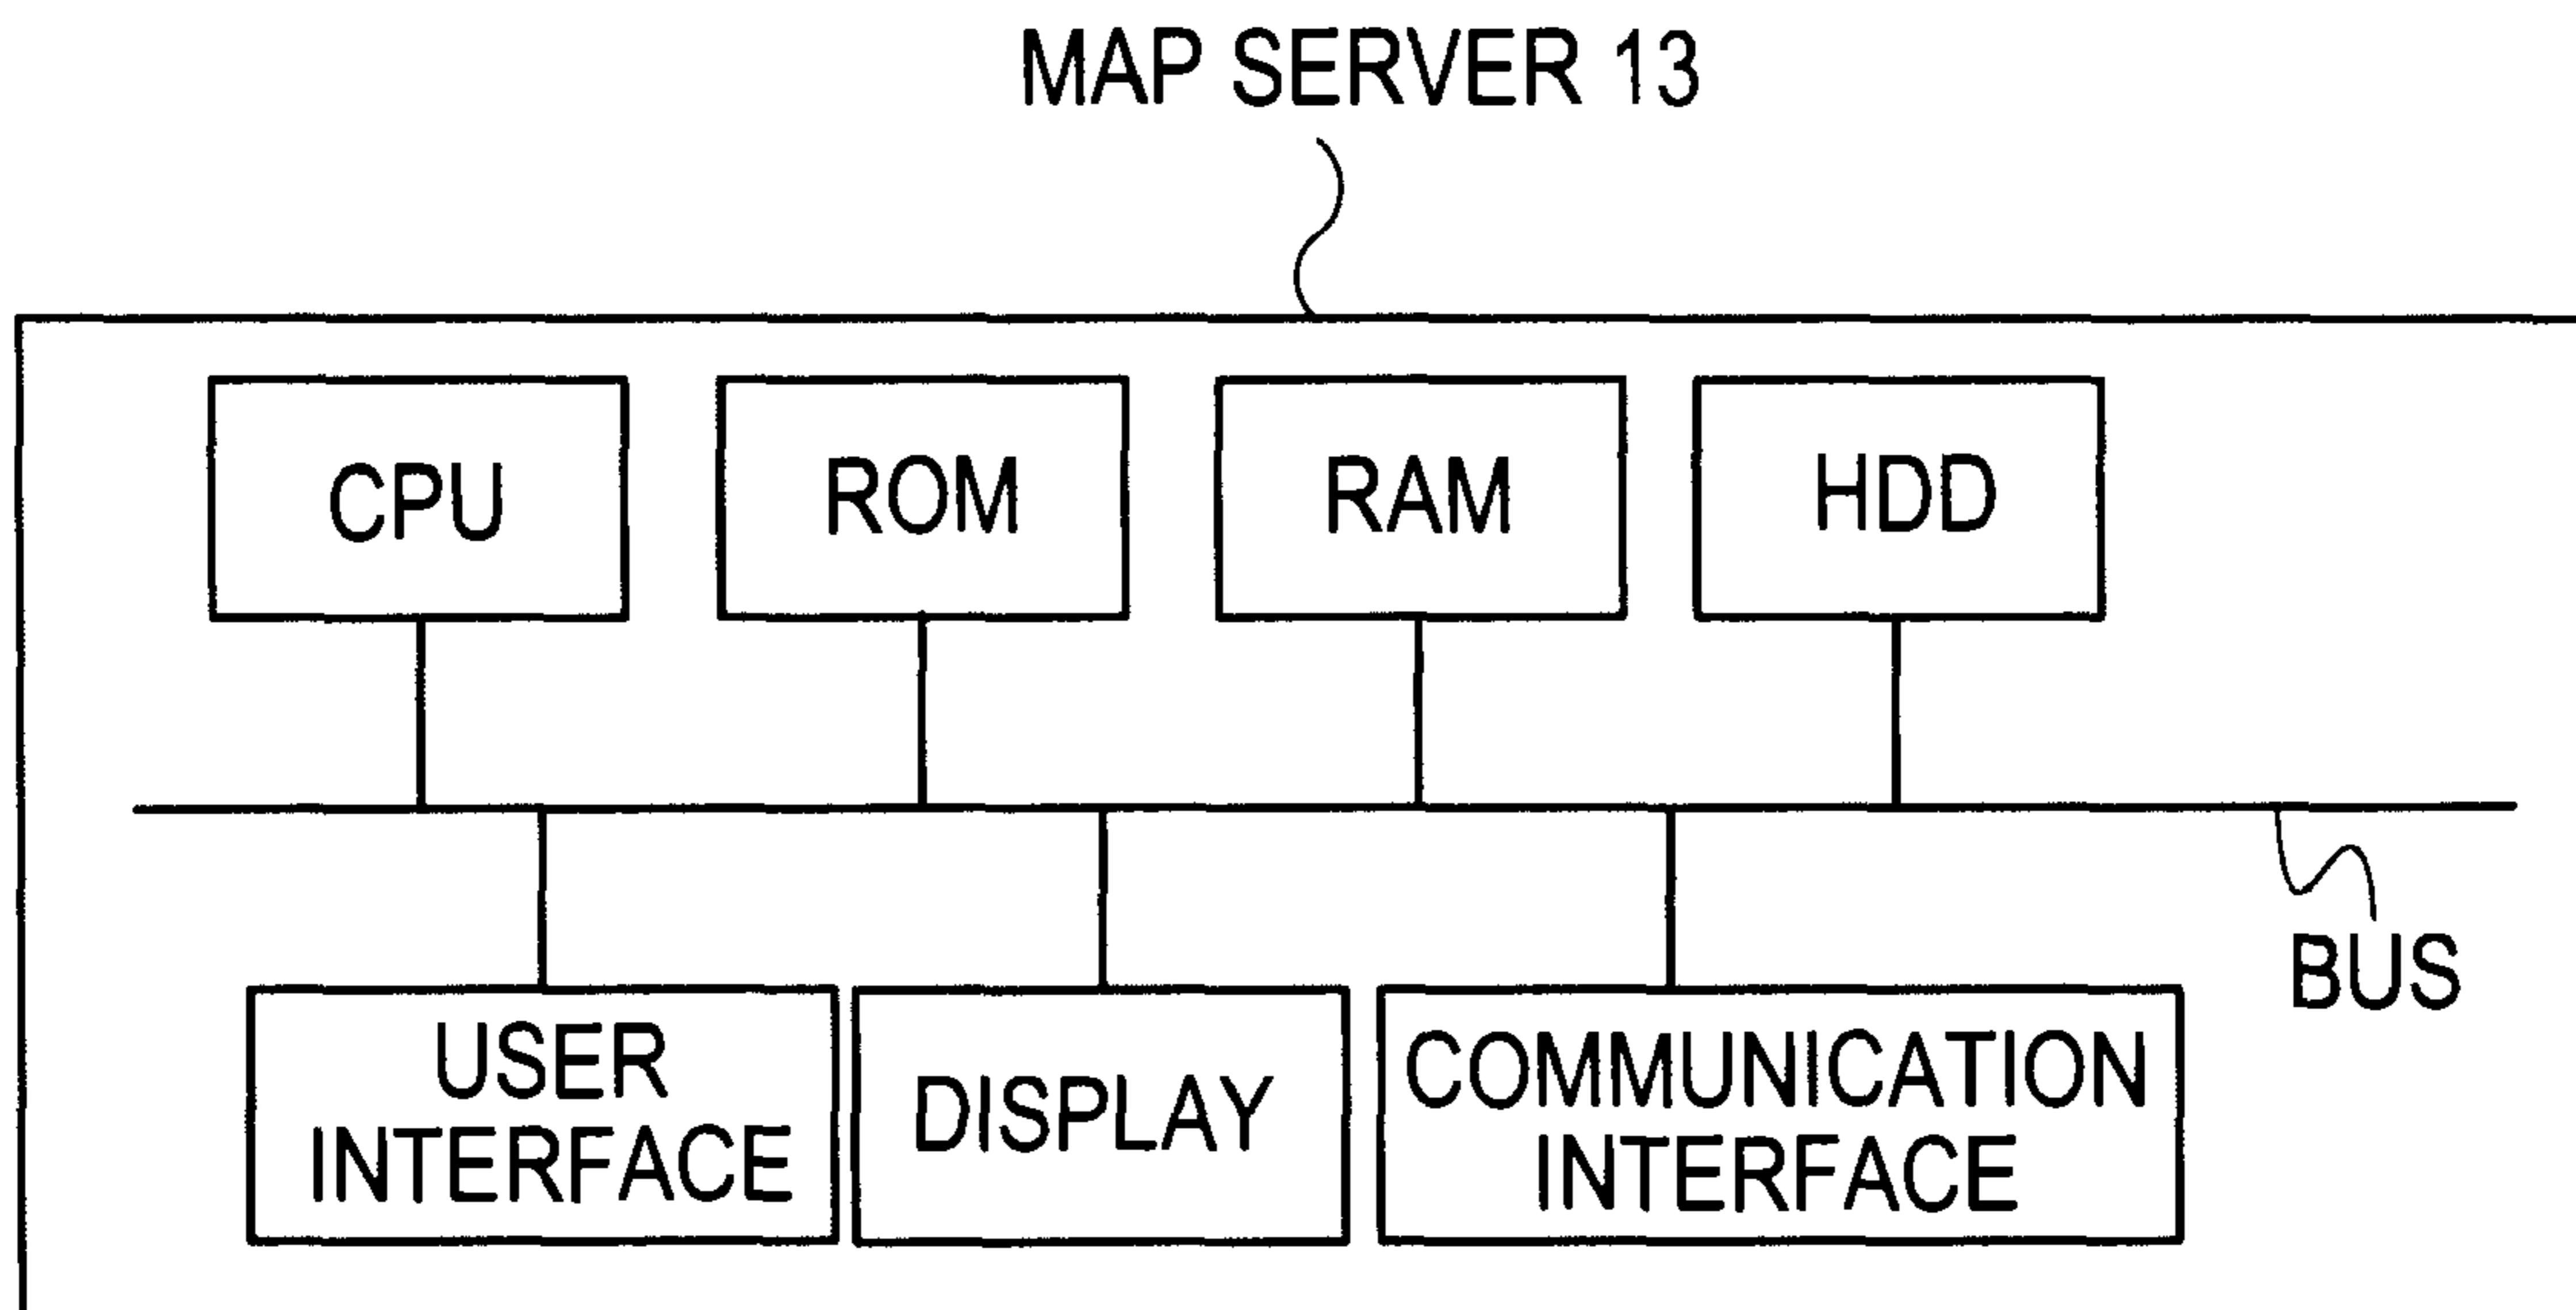 MAP SERVER 13
CPU
ROM
RAM
HDD
BUS
USER
INTERFACE
DISPLAY
COMMUNICATION
INTERFACE